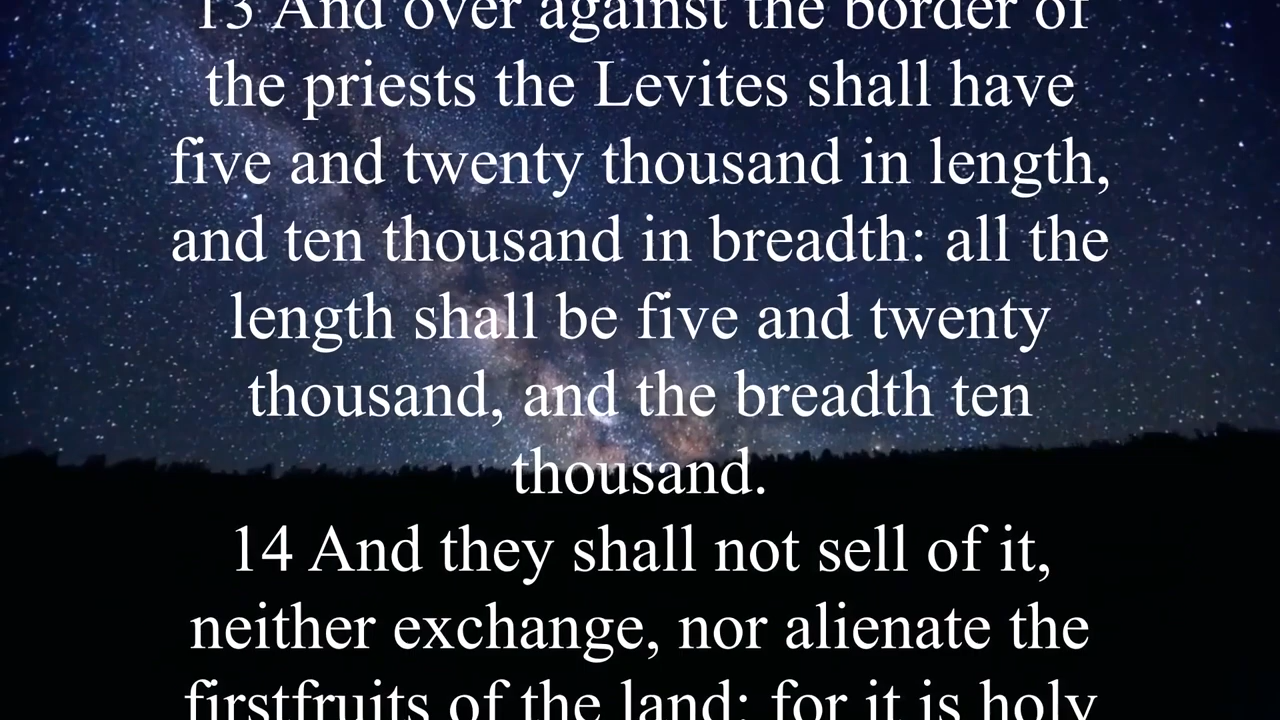 13 And over against the border of
the priests the Levites shall have
five and twenty thousand in length,
and ten thousand in breadth: all the
length shall be five and twenty
thousand, and the breadth ten
thousand.
14 And they shall not sell of it,
neither exchange, nor alienate the
firstfruits of the land: for it is holy